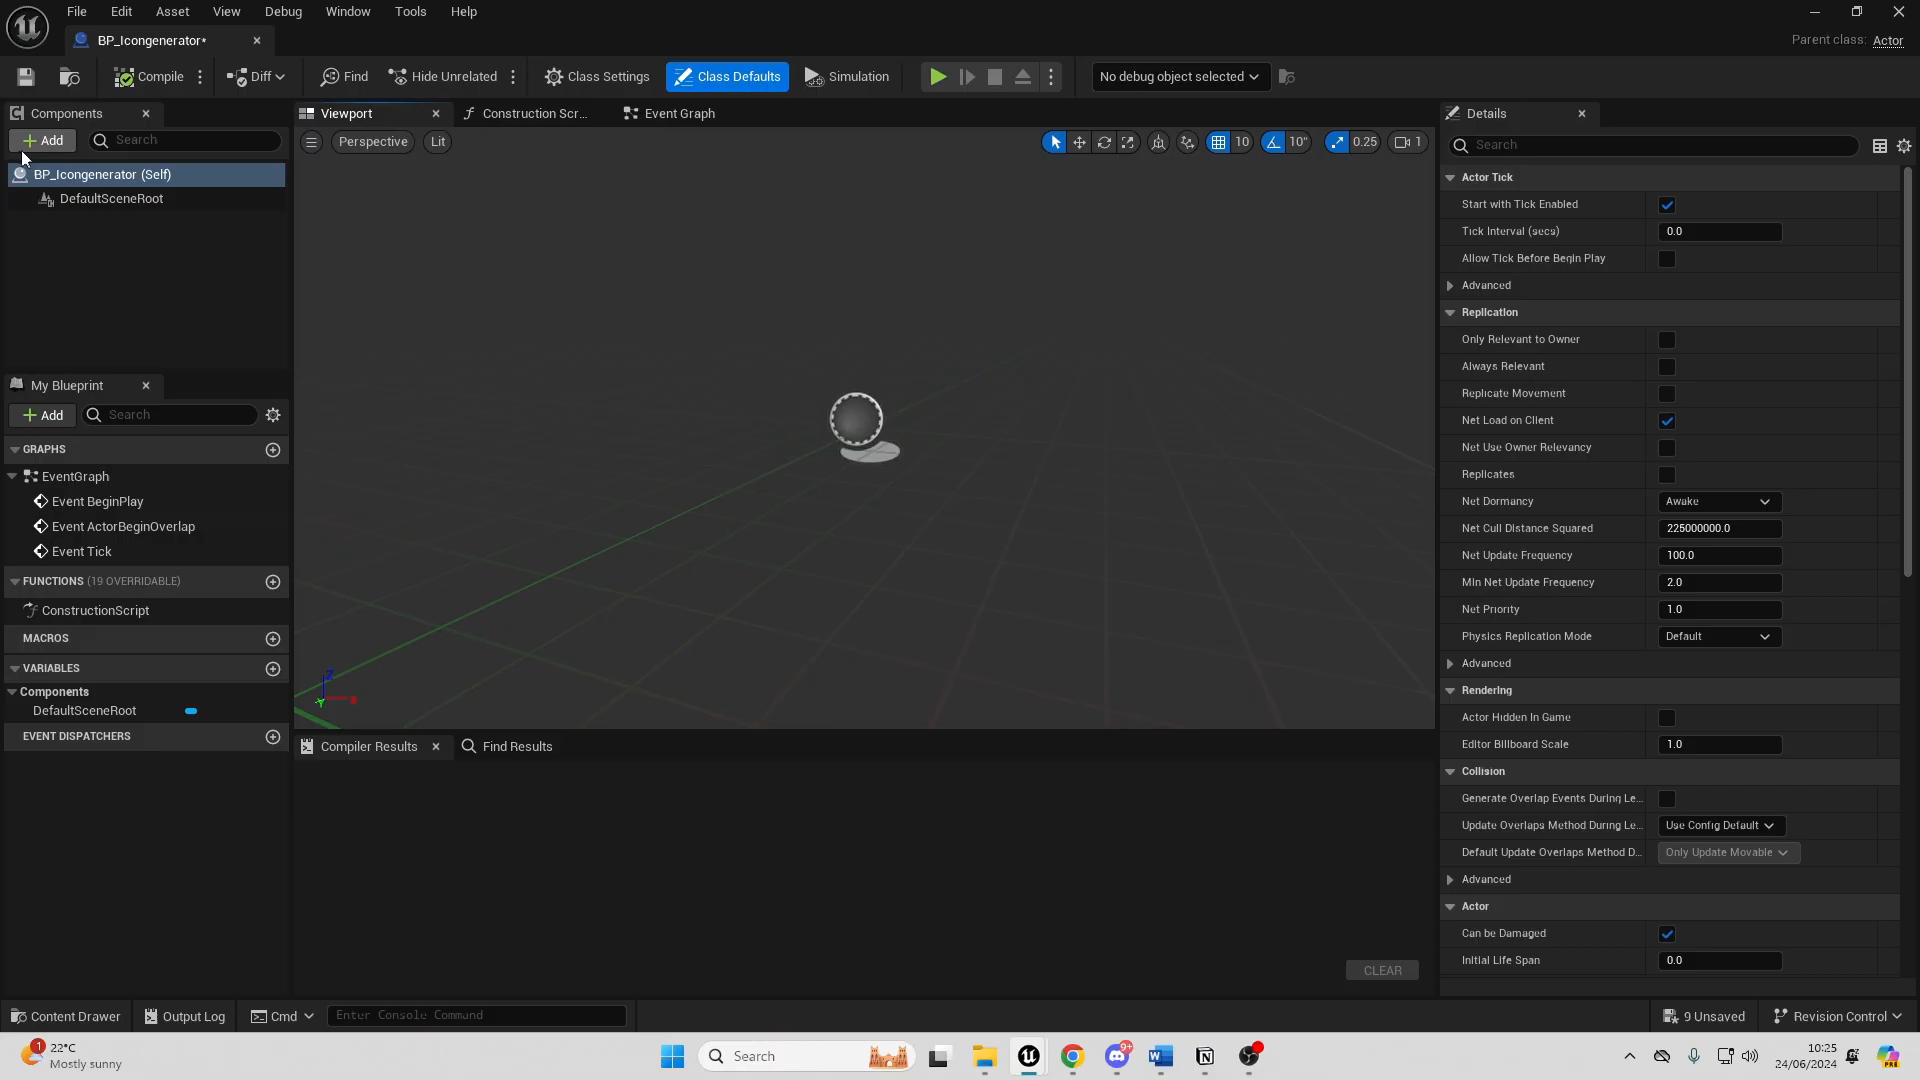 File Edit Asset View Debug Window Tools Help
BP_Icongenerator*
Parent class: Actor
Compile Diff Find Hide Unrelated Class Settings Class Defaults Simulation No debug object selected
Components
Add Search
BP_Icongenerator (Self)
DefaultSceneRoot
My Blueprint
Add Search
GRAPHS
EventGraph
Event BeginPlay
Event ActorBeginOverlap
Event Tick
FUNCTIONS (19 OVERRIDABLE)
ConstructionScript
MACROS
VARIABLES
Components
DefaultSceneRoot
EVENT DISPATCHERS
Viewport Construction Scr... Event Graph
Perspective Lit 10 10° 0.25 1
Z
Compiler Results Find Results
CLEAR
Details
Search
Actor Tick
Start with Tick Enabled
Tick Interval (secs) 0.0
Allow Tick Before Begin Play
Advanced
Replication
Only Relevant to Owner
Always Relevant
Replicate Movement
Net Load on Client
Net Use Owner Relevancy
Replicates
Net Dormancy Awake
Net Cull Distance Squared 225000000.0
Net Update Frequency 100.0
Min Net Update Frequency 2.0
Net Priority 1.0
Physics Replication Mode Default
Advanced
Rendering
Actor Hidden In Game
Editor Billboard Scale 1.0
Collision
Generate Overlap Events During Le...
Update Overlaps Method During Le... Use Config Default
Default Update Overlaps Method D... Only Update Movable
Advanced
Actor
Can be Damaged
Initial Life Span 0.0
Content Drawer Output Log Cmd Enter Console Command 9 Unsaved Revision Control
1 22°C
Mostly sunny
Search
9+
10:25
24/06/2024
PRE